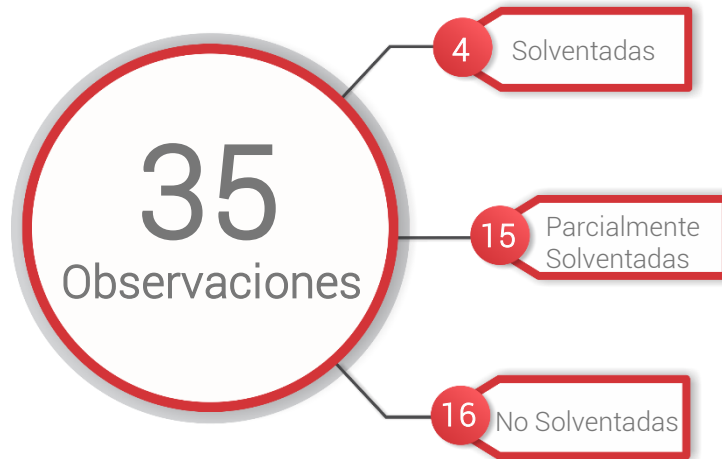 35
Observaciones
4
Solventadas
15
Parcialmente
Solventadas
16
No Solventadas